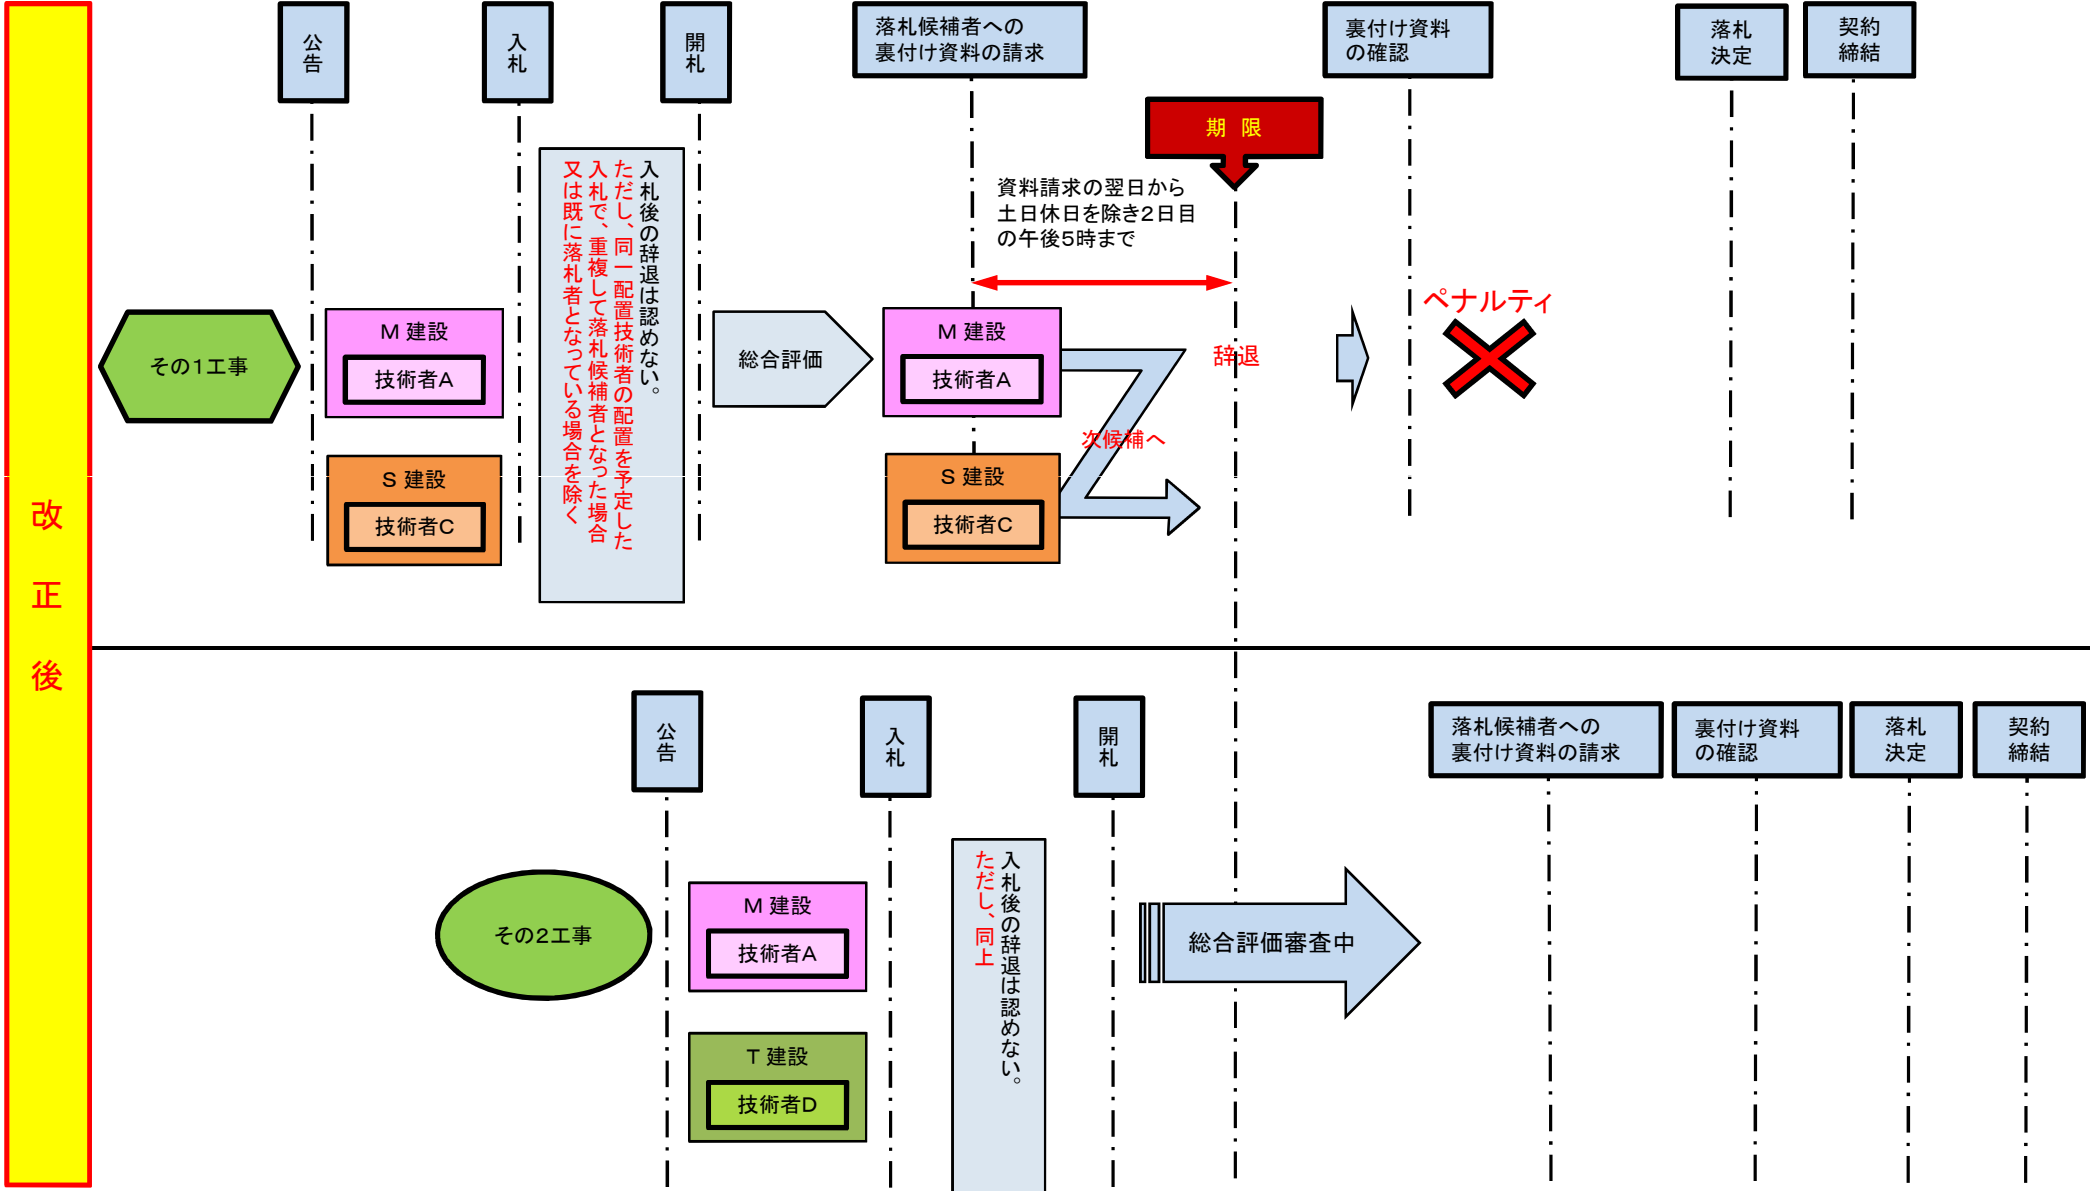 改正後
公告
入札
開札
落札候補者への
裏付け資料の請求
裏付け資料
の確認
落札
決定
契約
締結
期 限
資料請求の翌日から
土日休日を除き2日目
の午後5時まで
入札後の辞退は認めない。
ただし、同一配置技術者の配置を予定した
入札で、重複して落札候補者となった場合
又は既に落札者となっている場合を除く
その1工事
M 建設
技術者A
S 建設
技術者C
総合評価
M 建設
技術者A
S 建設
技術者C
辞退
次候補へ
ペナルティ
公告
入札
開札
落札候補者への
裏付け資料の請求
裏付け資料
の確認
落札
決定
契約
締結
その2工事
M 建設
技術者A
T 建設
技術者D
入札後の辞退は認めない。
ただし、同上
総合評価審査中